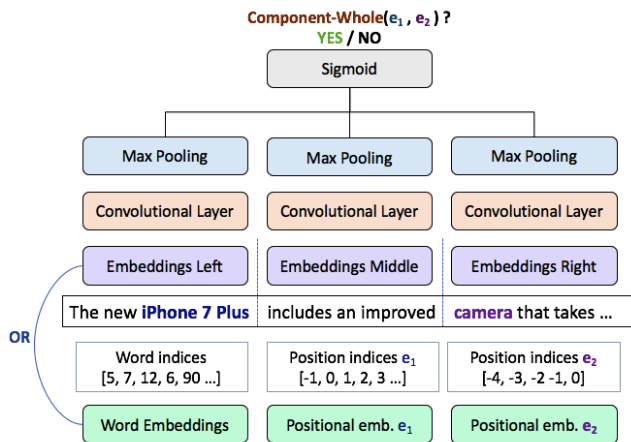 Component-Whole(e1 , e2 ) ?
YES / NO
Sigmoid
Max Pooling Max Pooling Max Pooling
Convolutional Layer Convolutional Layer Convolutional Layer
Embeddings Left Embeddings Middle Embeddings Right
The new iPhone 7 Plus includes an improved camera that takes ...
OR
Word indices Position indices e1 Position indices e2
[5, 7, 12, 6, 90 ...] [-1, 0, 1, 2, 3 ...] [-4, -3, -2 -1, 0]
Word Embeddings Positional emb. e1 Positional emb. e2